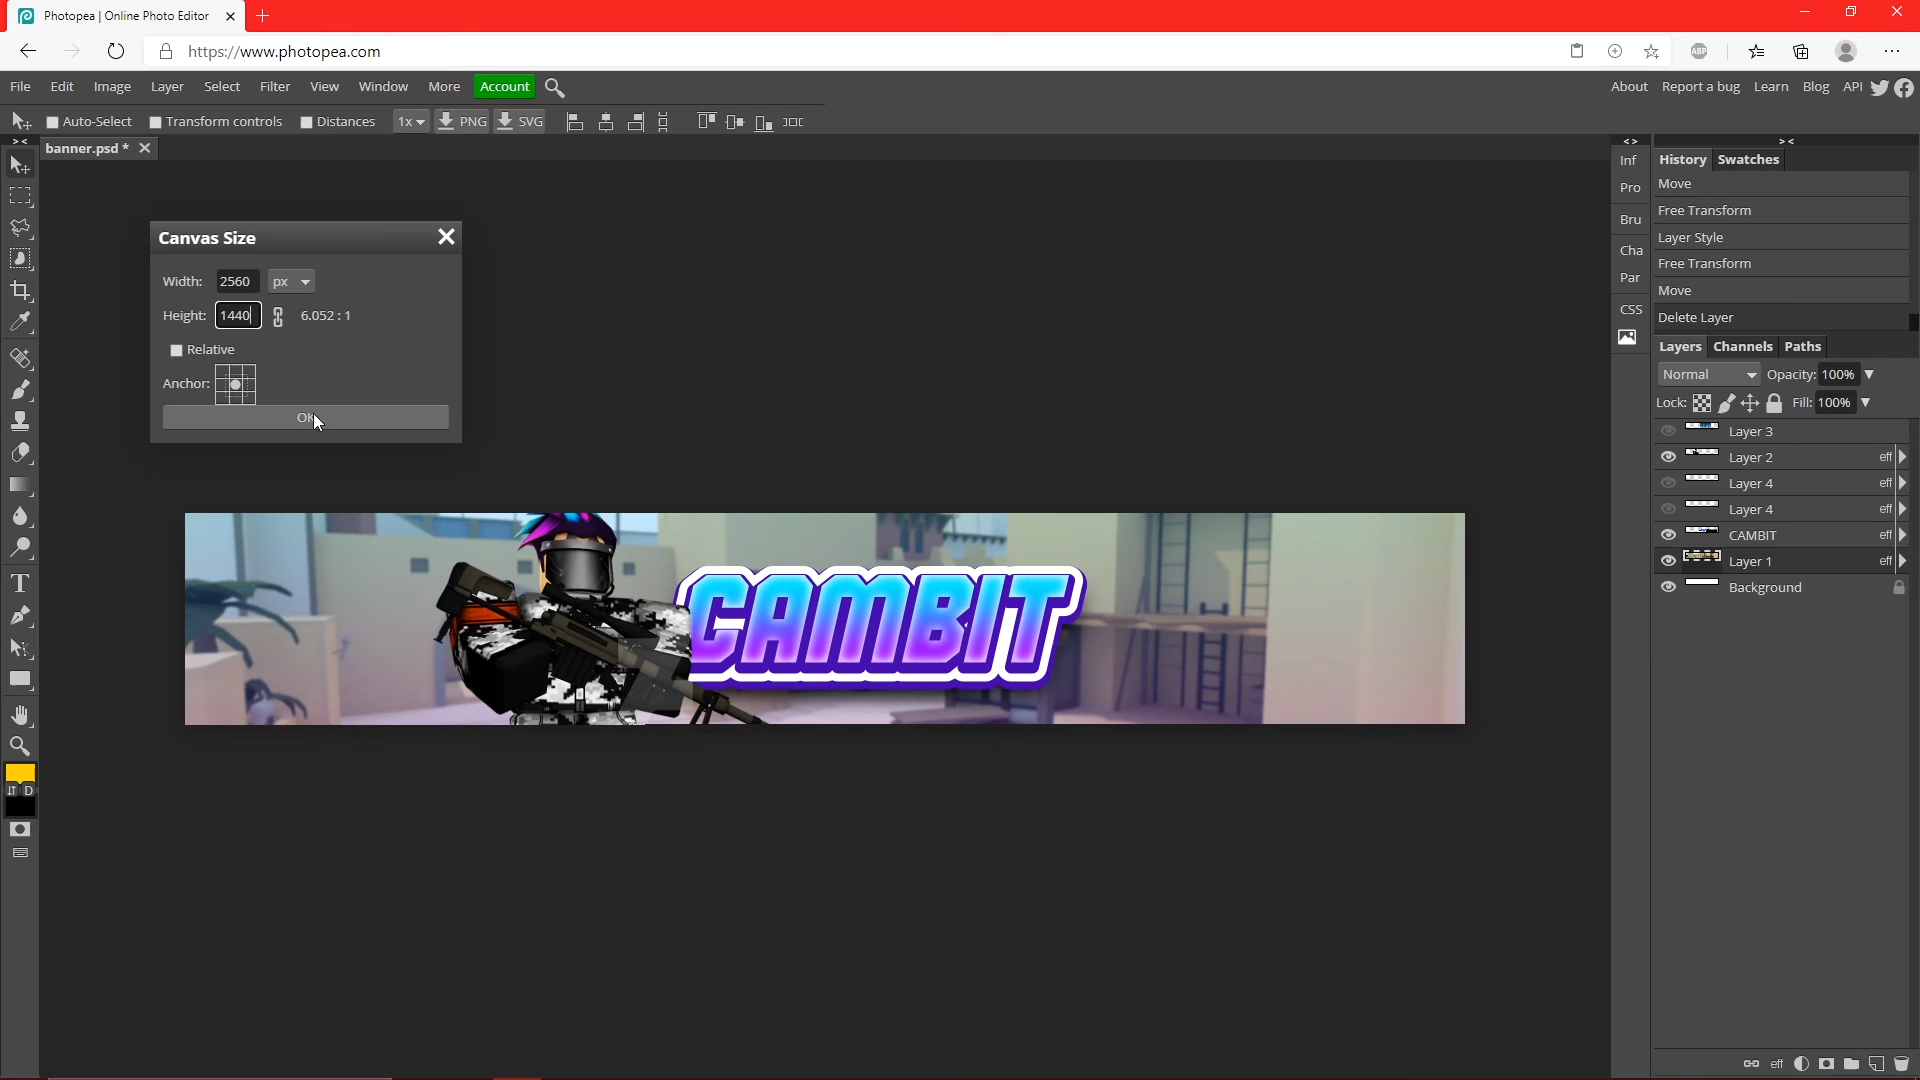 Photopea | Online Photo Editor
https://www.photopea.com
ABP
File Edit Image Layer Select Filter View Window More Account
About Report a bug Learn Blog API
Auto-Select Transform controls Distances 1x PNG SVG
banner.psd *
Canvas Size
Width: 2560 px
Height: 1440 6.052 : 1
Relative
Anchor:
OK
CAMBIT
T
D
Inf
Pro
Bru
Cha
Par
CSS
History Swatches
Move
Free Transform
Layer Style
Free Transform
Move
Delete Layer
Layers Channels Paths
Normal Opacity: 100%
Lock: Fill: 100%
Layer 3
Layer 2 eff
Layer 4 eff
Layer 4 eff
CAMBIT eff
Layer 1 eff
Background
eff